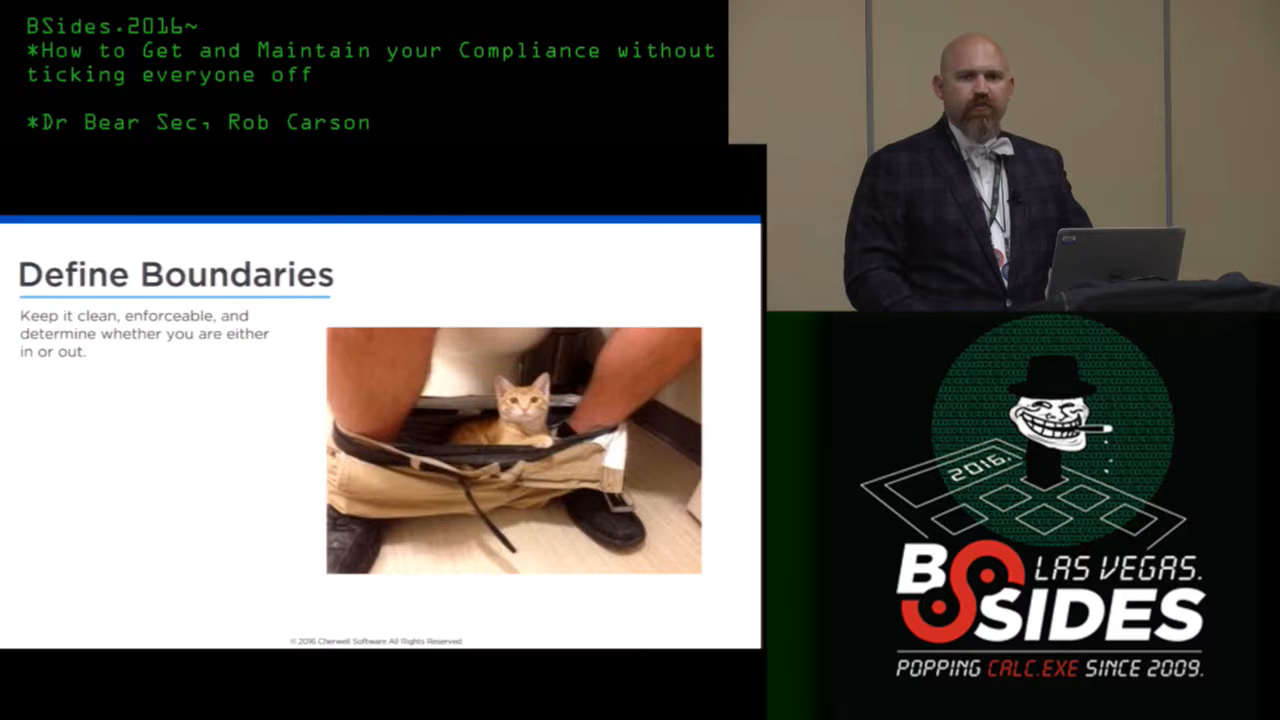 BSides.2016~
*How to Get and Maintain your Compliance without
ticking everyone off
*Dr Bear Sec, Rob Carson
Define Boundaries
Keep it clean, enforceable, and
determine whether you are either
in or out.
© 2016 Cherwell Software All Rights Reserved
2016.
BSIDES
LAS VEGAS.
POPPING CALC.EXE SINCE 2009.